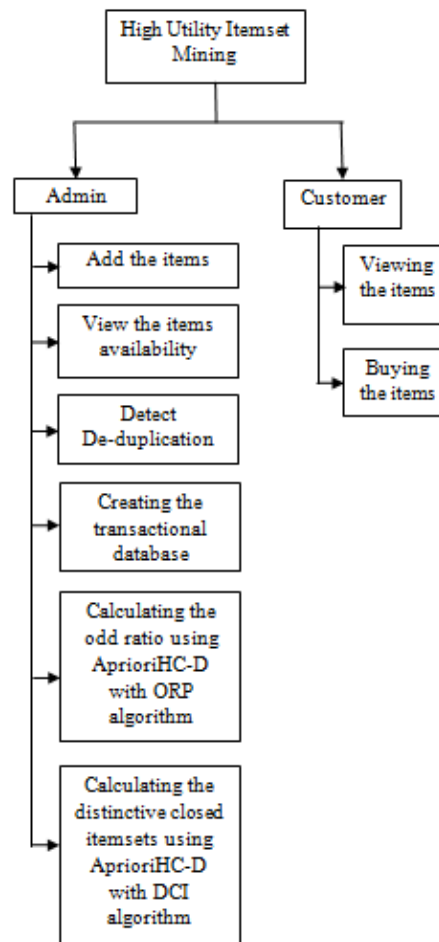 High Utility Itemset
Mining
Admin
Customer
Add the items
View the items
availability
Detect
De-duplication
Creating the
transactional
database
Calculating the
odd ratio using
AprioriHC-D
with ORP
algorithm
Calculating the
distinctive closed
itemsets using
AprioriHC-D
with DCI
algorithm
Viewing
the items
Buying
the items